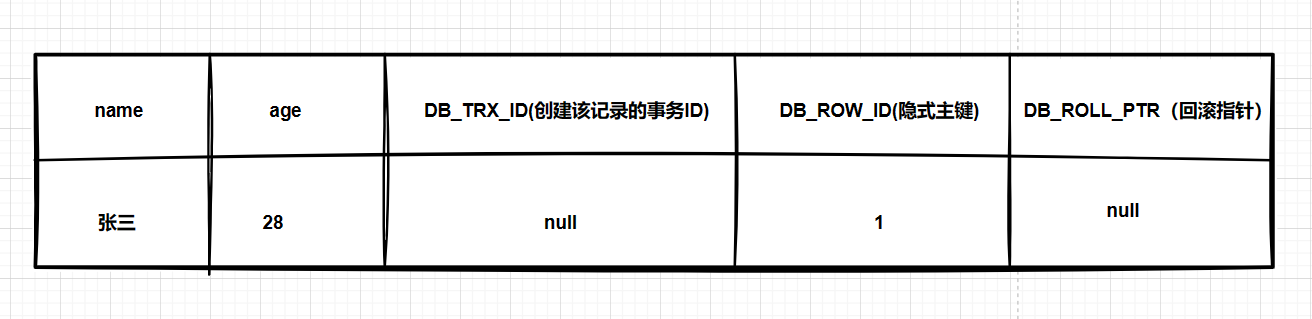 name age DB_TRX_ID(创建该记录的事务ID) DB_ROW_ID(隐式主键) DB_ROLL_PTR（回滚指针）
张三 28 null 1 null